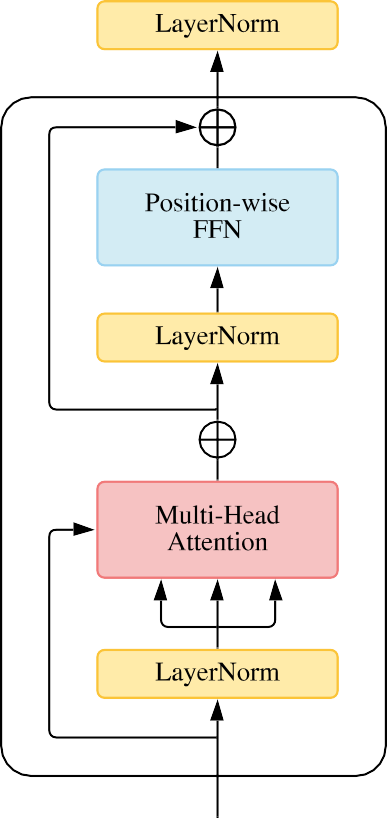 LayerNorm
Position-wise
FFN
LayerNorm
Multi-Head
Attention
LayerNorm